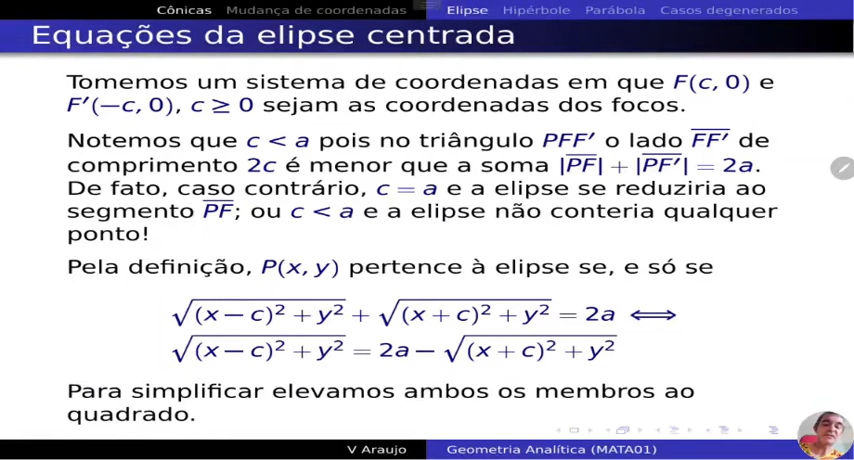 Cônicas Mudança de coordenadas Elipse Hipérbole Parábola Casos degenerados
Equações da elipse centrada
Tomemos um sistema de coordenadas em que F(c, 0) e
F′(−c, 0), c ≥ 0 sejam as coordenadas dos focos.
Notemos que c < a pois no triângulo PFF′ o lado F̅F̅′ de
comprimento 2c é menor que a soma |P̅F̅| + |P̅F̅′| = 2a.
De fato, caso contrário, c = a e a elipse se reduziria ao
segmento P̅F̅; ou c < a e a elipse não conteria qualquer
ponto!
Pela definição, P(x, y) pertence à elipse se, e só se
√((x − c)² + y²) + √((x + c)² + y²) = 2a ⟺
√((x − c)² + y²) = 2a − √((x + c)² + y²)
Para simplificar elevamos ambos os membros ao
quadrado.
V Araujo Geometria Analítica (MATA01)